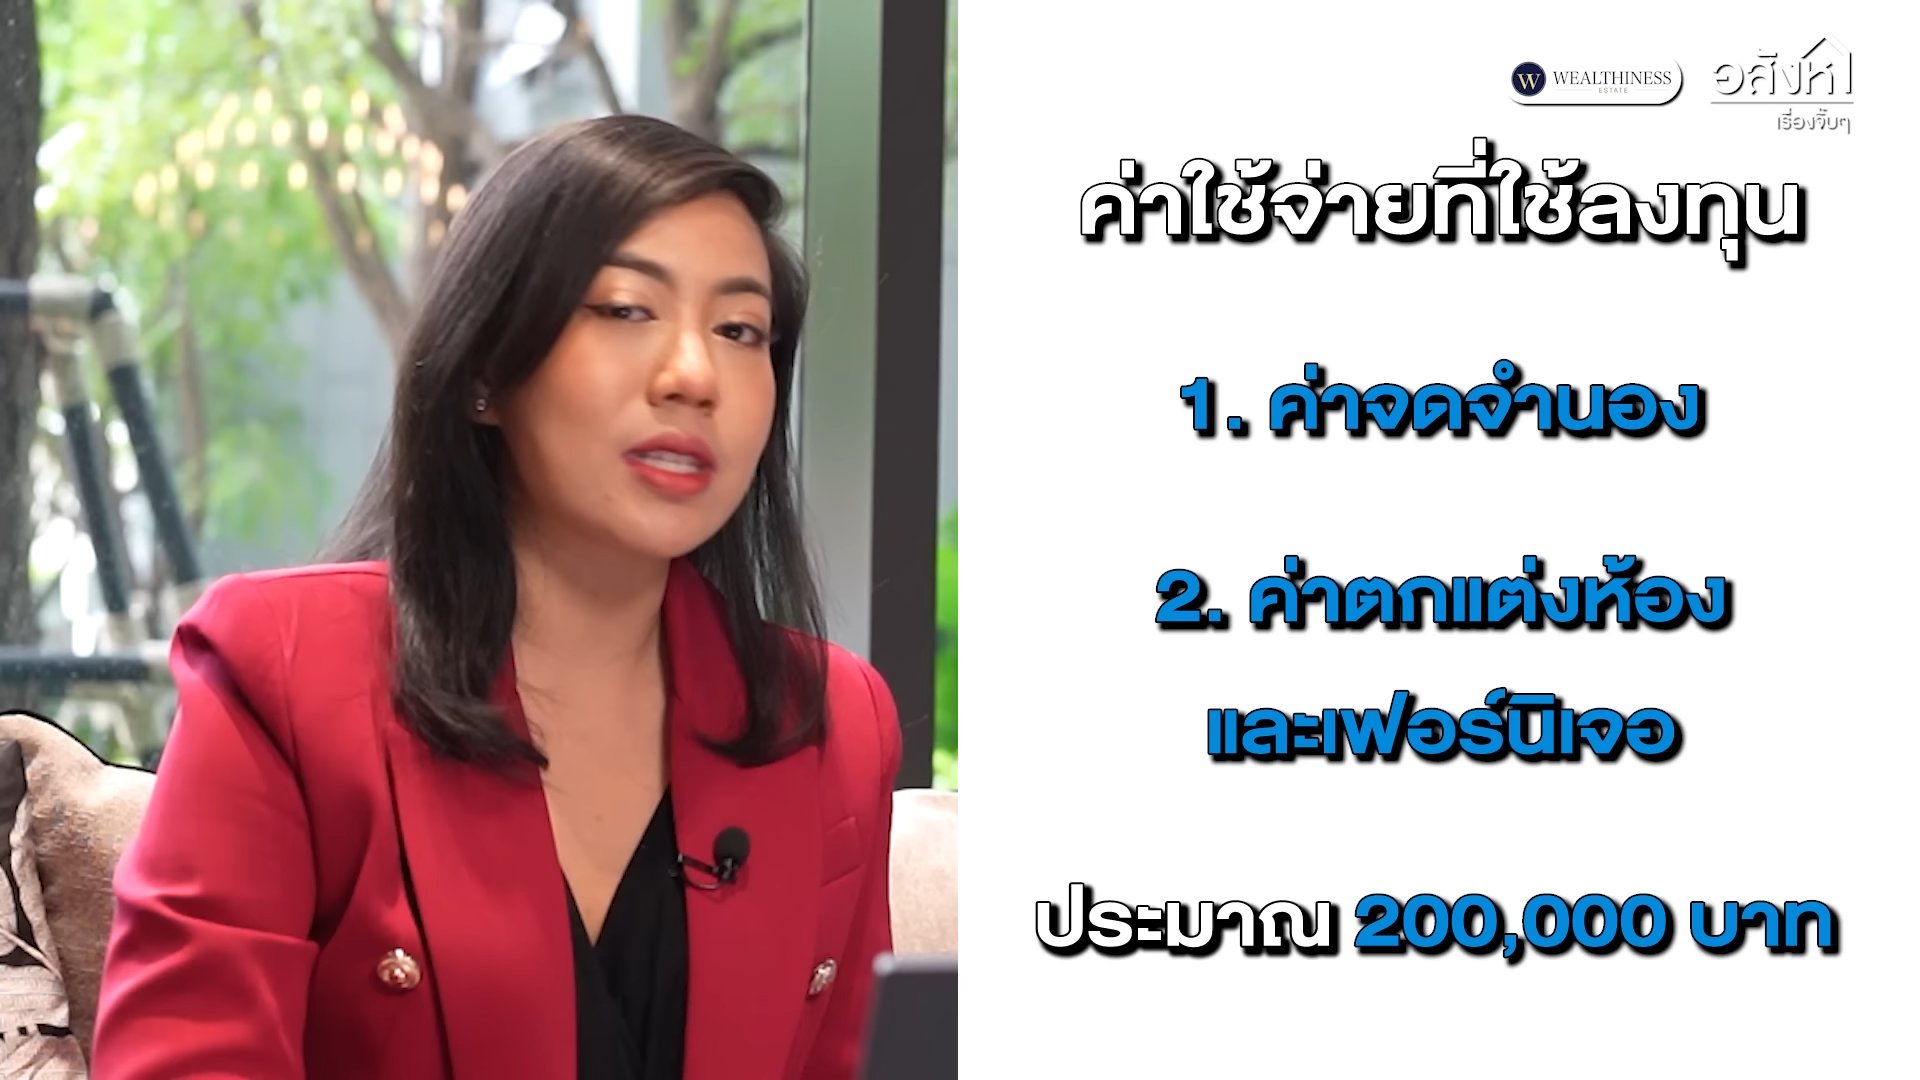 WEALTHINESS
ESTATE
อสังหา
เรื่องจิ๊บๆ
ค่าใช้จ่ายที่ใช้ลงทุน
1. ค่าจดจำนอง
2. ค่าตกแต่งห้อง
และเฟอร์นิเจอ
ประมาณ 200,000 บาท